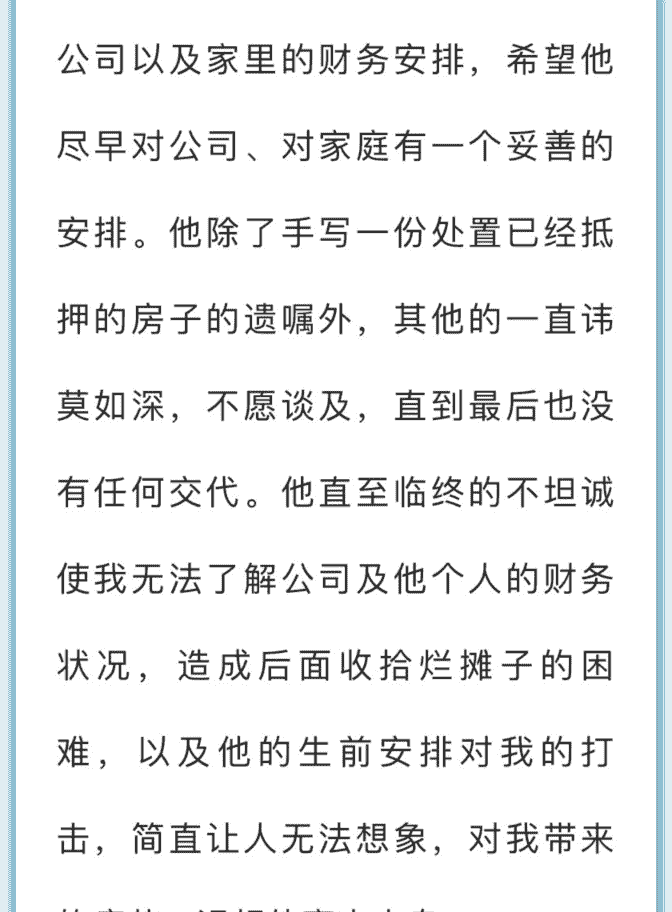 公司以及家里的财务安排，希望他
尽早对公司、对家庭有一个妥善的
安排。他除了手写一份处置已经抵
押的房子的遗嘱外，其他的一直讳
莫如深，不愿谈及，直到最后也没
有任何交代。他直至临终的不坦诚
使我无法了解公司及他个人的财务
状况，造成后面收拾烂摊子的困
难，以及他的生前安排对我的打
击，简直让人无法想象，对我带来